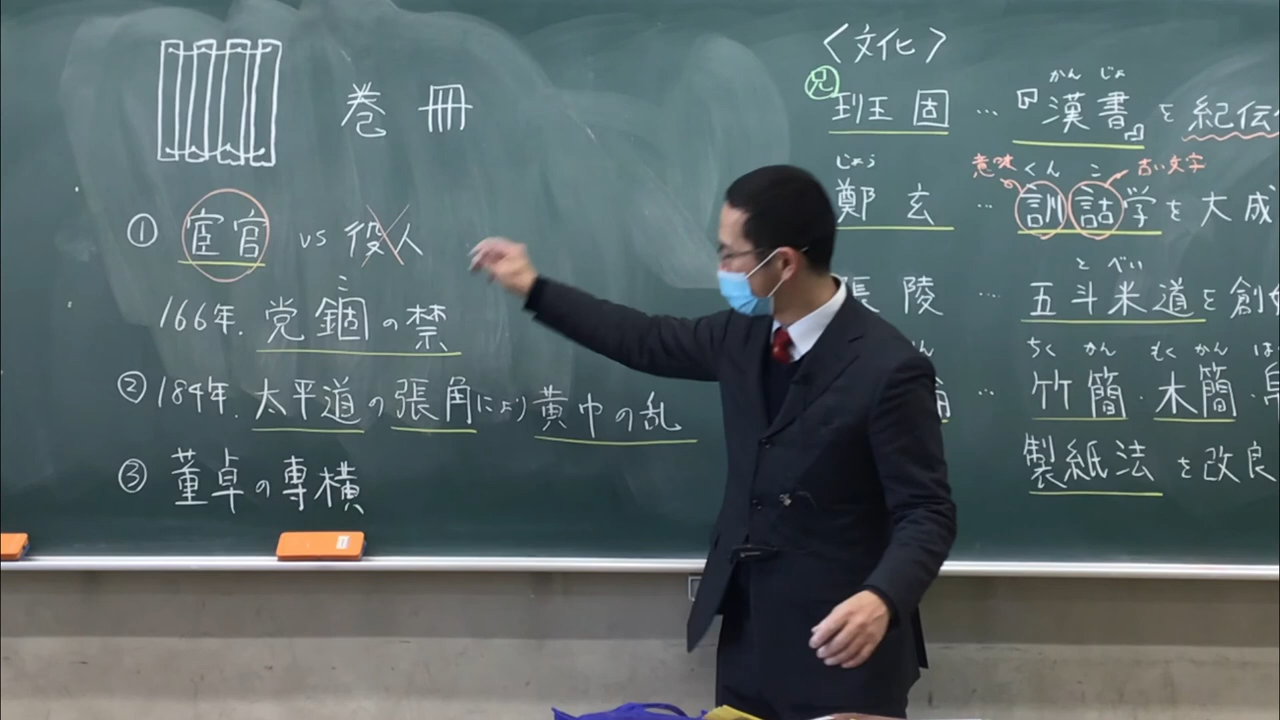 巻冊
① 宦官 vs 役人
こ
166年. 党錮の禁
② 184年. 太平道の張角により黄巾の乱
③ 董卓の専横
〈文化〉
兄
かんじょ
班固 … 『漢書』を紀伝
じょう
意味 くんこ 古い文字
鄭玄 … 訓詁学を大成
とべい
張陵 … 五斗米道を創
ちくかん もくかん
… 竹簡・木簡・
製紙法を改良